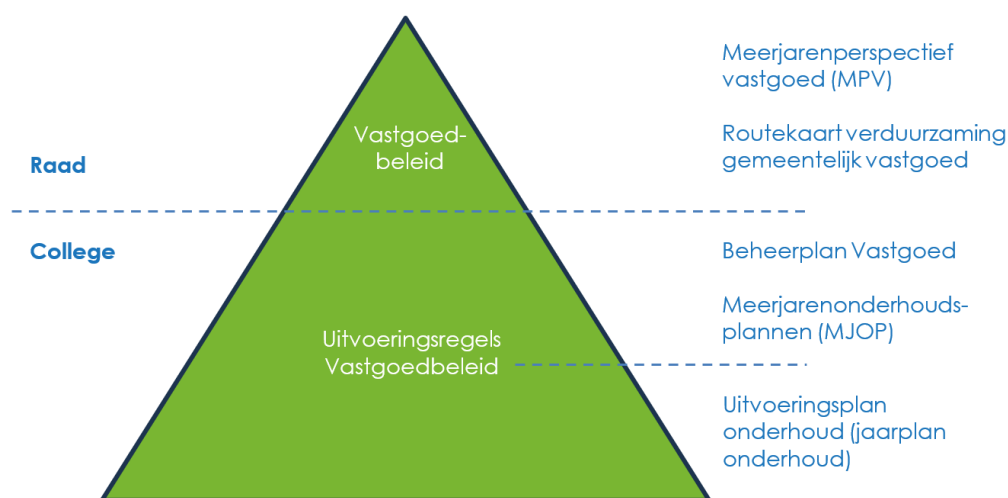 Meerjarenperspectief
vastgoed (MPV)
Vastgoed-
beleid
Routekaart verduurzaming
gemeentelijk vastgoed
Raad
College
Beheerplan Vastgoed
Meerjarenonderhouds-
plannen (MJOP)
Uitvoeringsregels
Vastgoedbeleid
Uitvoeringsplan
onderhoud (jaarplan
onderhoud)